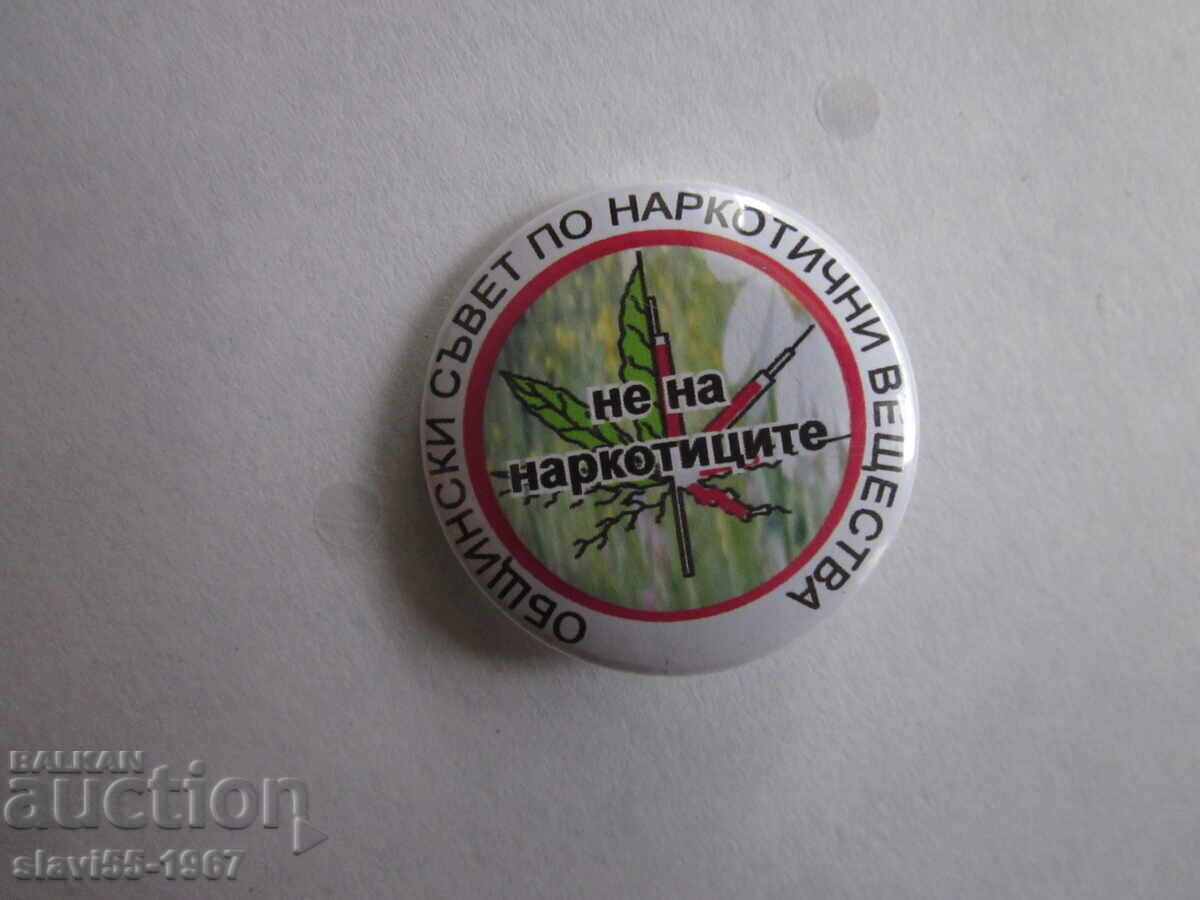 ОБЩИНСКИ СЪВЕТ ПО НАРКОТИЧНИ ВЕЩЕСТВА
не на
наркотиците
BALKAN
auction
slavi55-1967